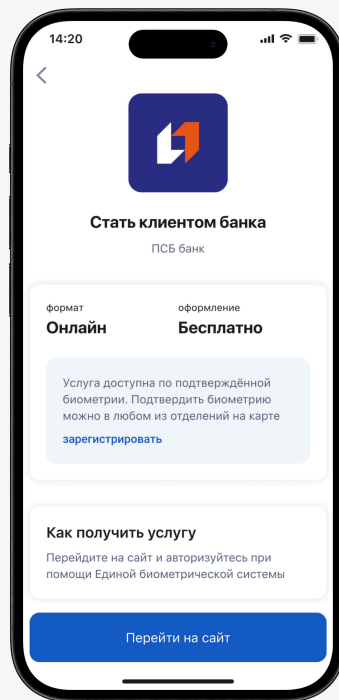 14:20
Стать клиентом банка
ПСБ банк
формат
оформление
Онлайн
Бесплатно
Услуга доступна по подтверждённой
биометрии. Подтвердить биометрию
можно в любом из отделений на карте
зарегистрировать
Как получить услугу
Перейдите на сайт и авторизуйтесь при
помощи Единой биометрической системы
Перейти на сайт